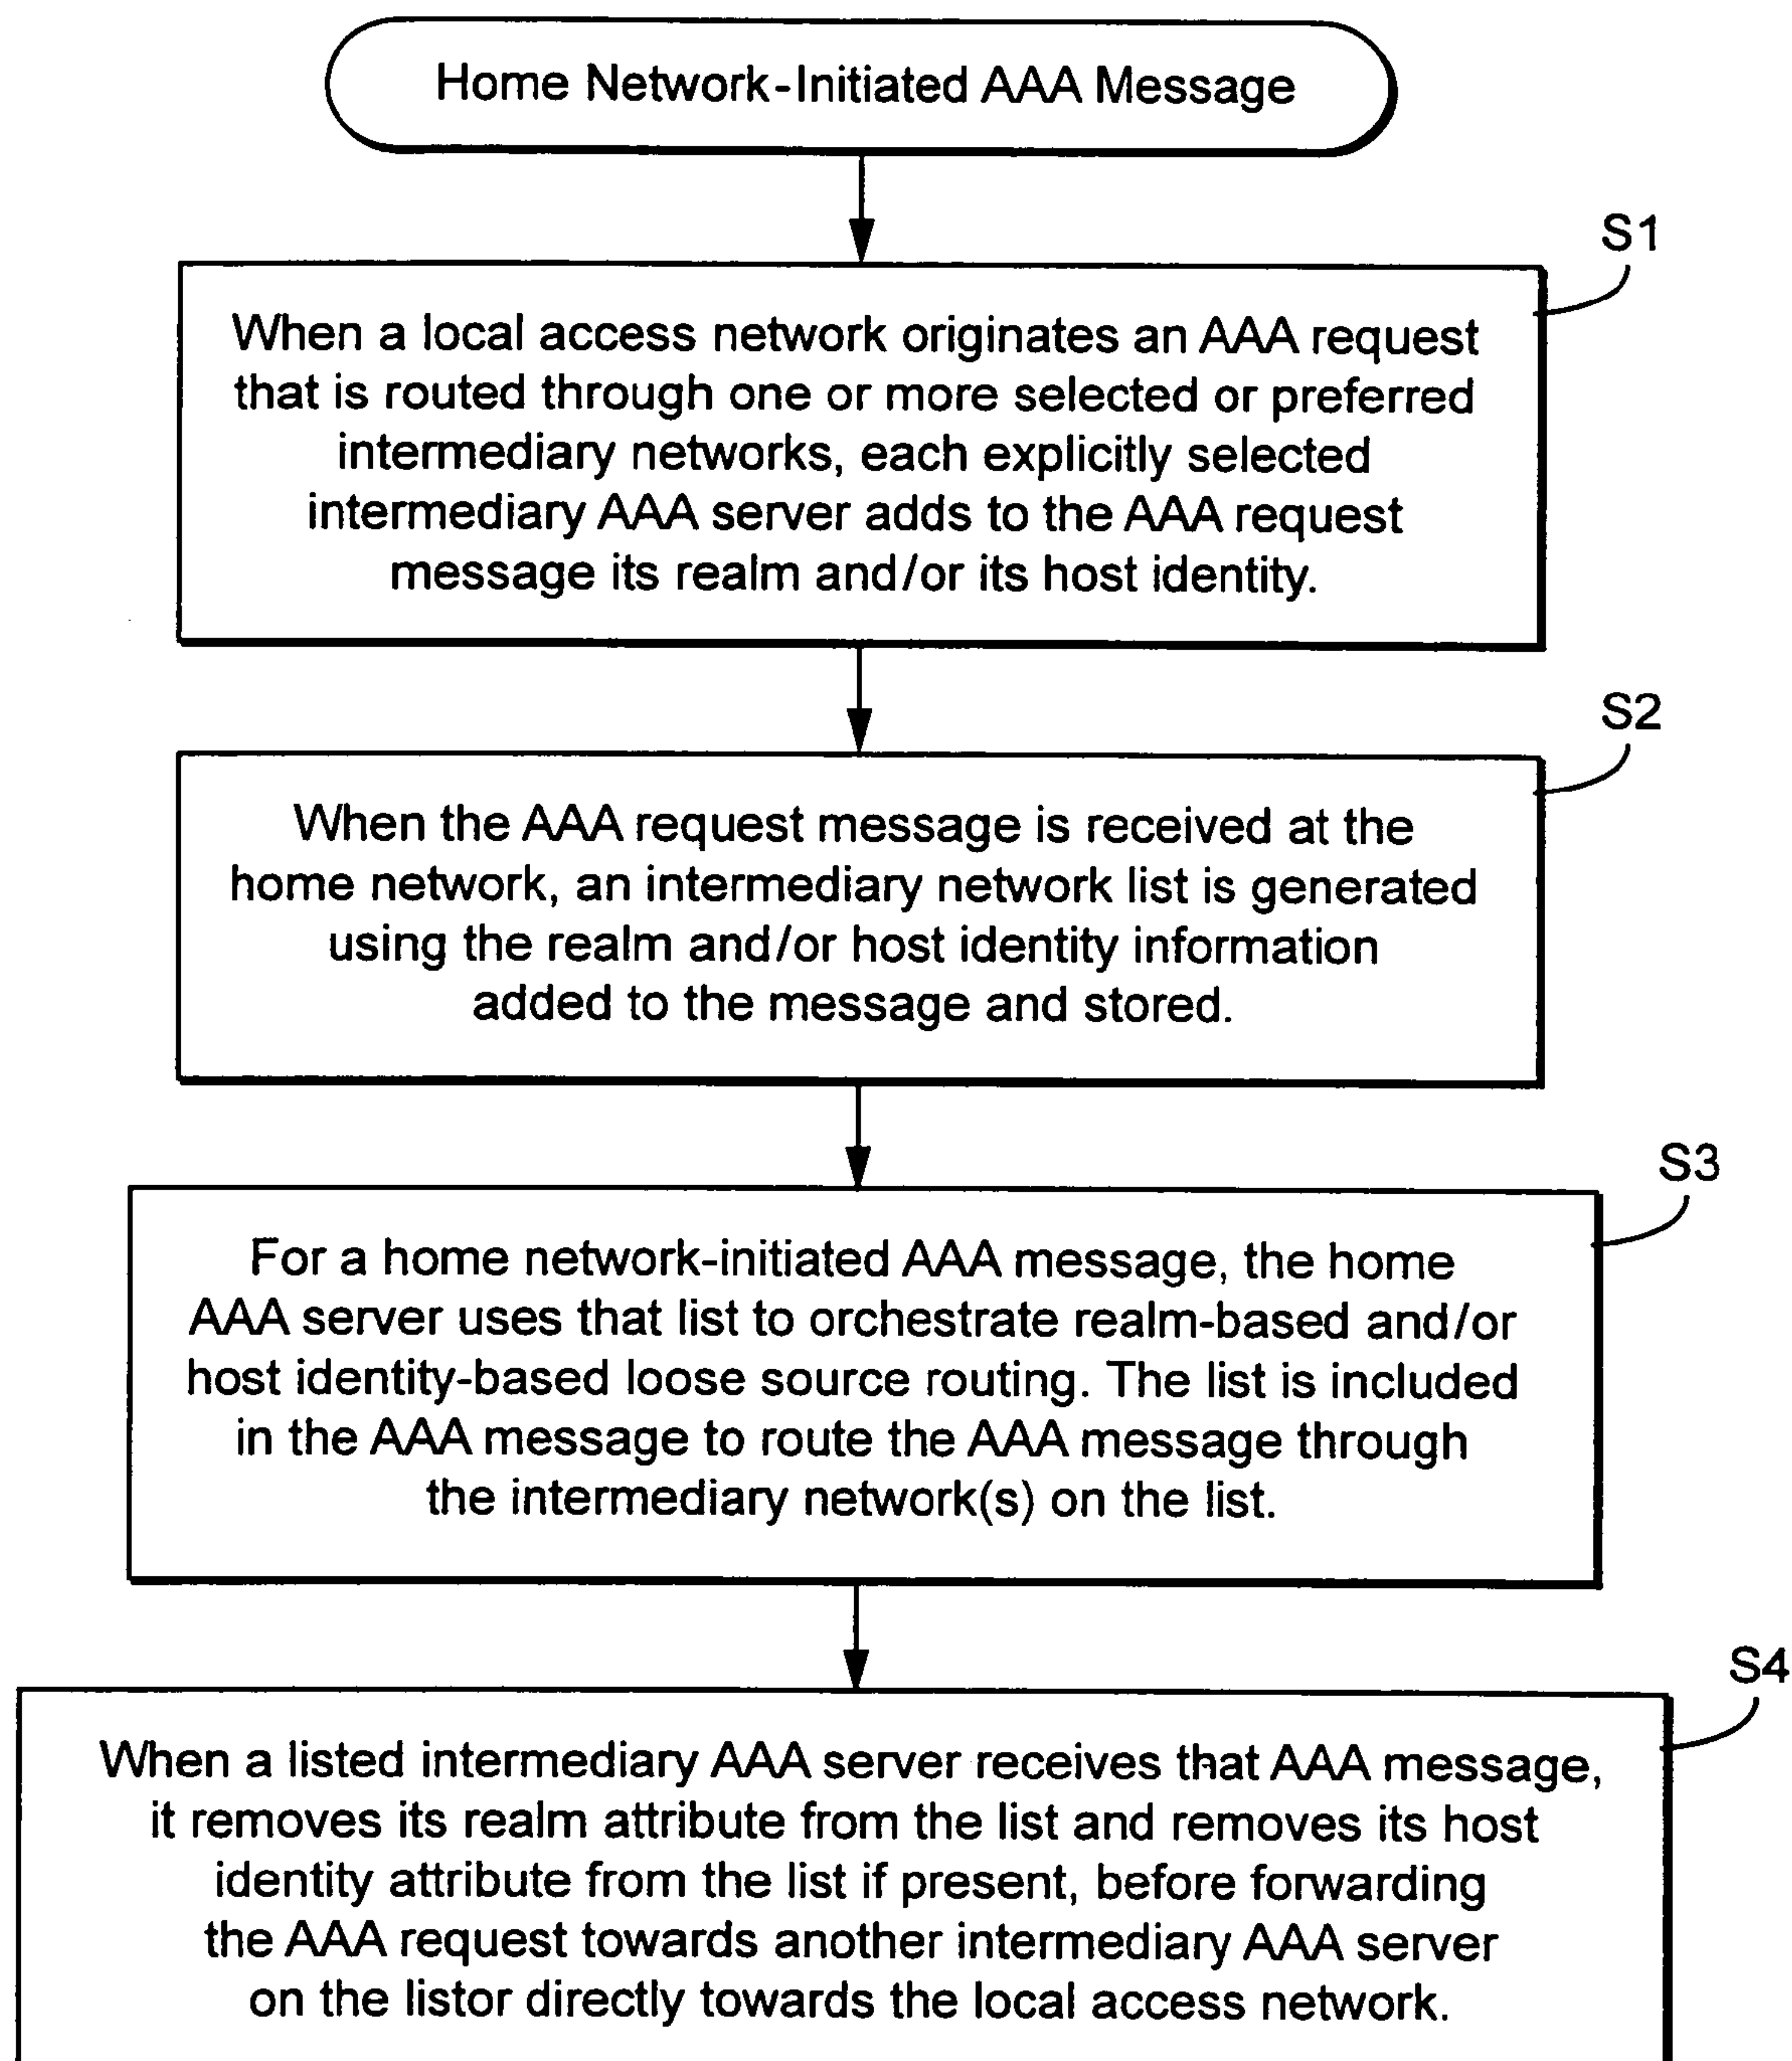 Home Network-Initiated AAA Message
S1
When a local access network originates an AAA request
that is routed through one or more selected or preferred
intermediary networks, each explicitly selected
intermediary AAA server adds to the AAA request
message its realm and/or its host identity.
S2
When the AAA request message is received at the
home network, an intermediary network list is generated
using the realm and/or host identity information
added to the message and stored.
S3
For a home network-initiated AAA message, the home
AAA server uses that list to orchestrate realm-based and/or
host identity-based loose source routing. The list is included
in the AAA message to route the AAA message through
the intermediary network(s) on the list.
S4
When a listed intermediary AAA server receives that AAA message,
it removes its realm attribute from the list and removes its host
identity attribute from the list if present, before forwarding
the AAA request towards another intermediary AAA server
on the listor directly towards the local access network.